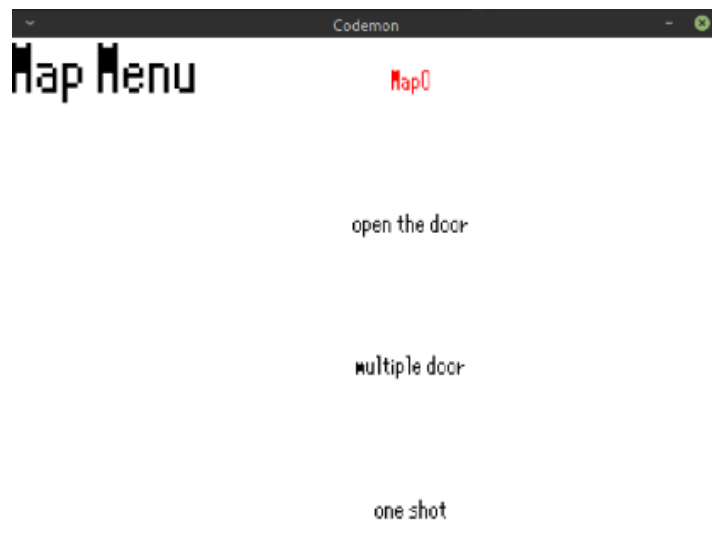 Codemon
Map Menu
Map0
open the door
multiple door
one shot